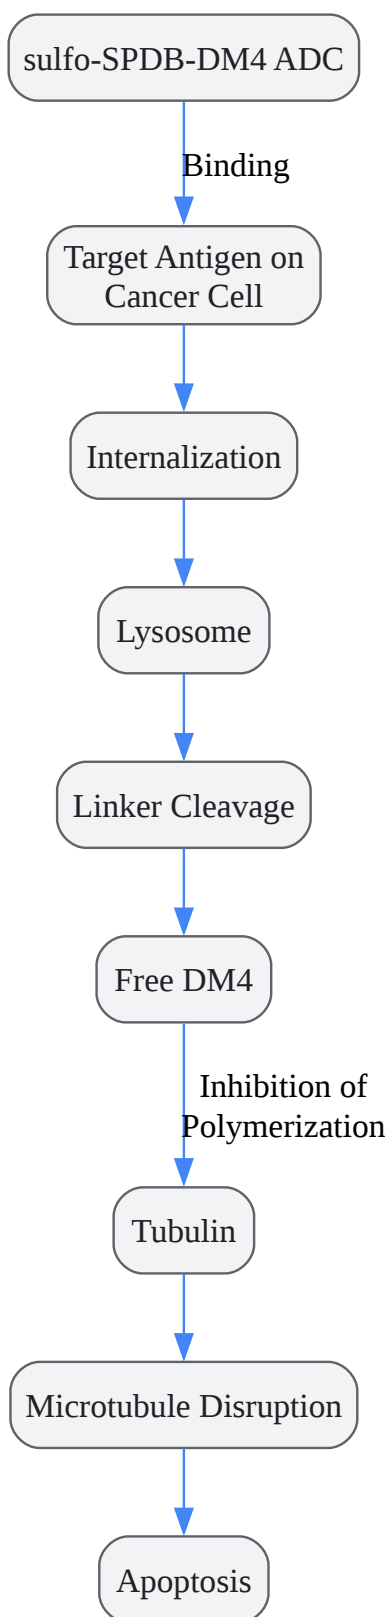 sulfo-SPDB-DM4 ADC
Binding
Target Antigen on
Cancer Cell
Internalization
Lysosome
Linker Cleavage
Free DM4
Inhibition of
Polymerization
Tubulin
Microtubule Disruption
Apoptosis